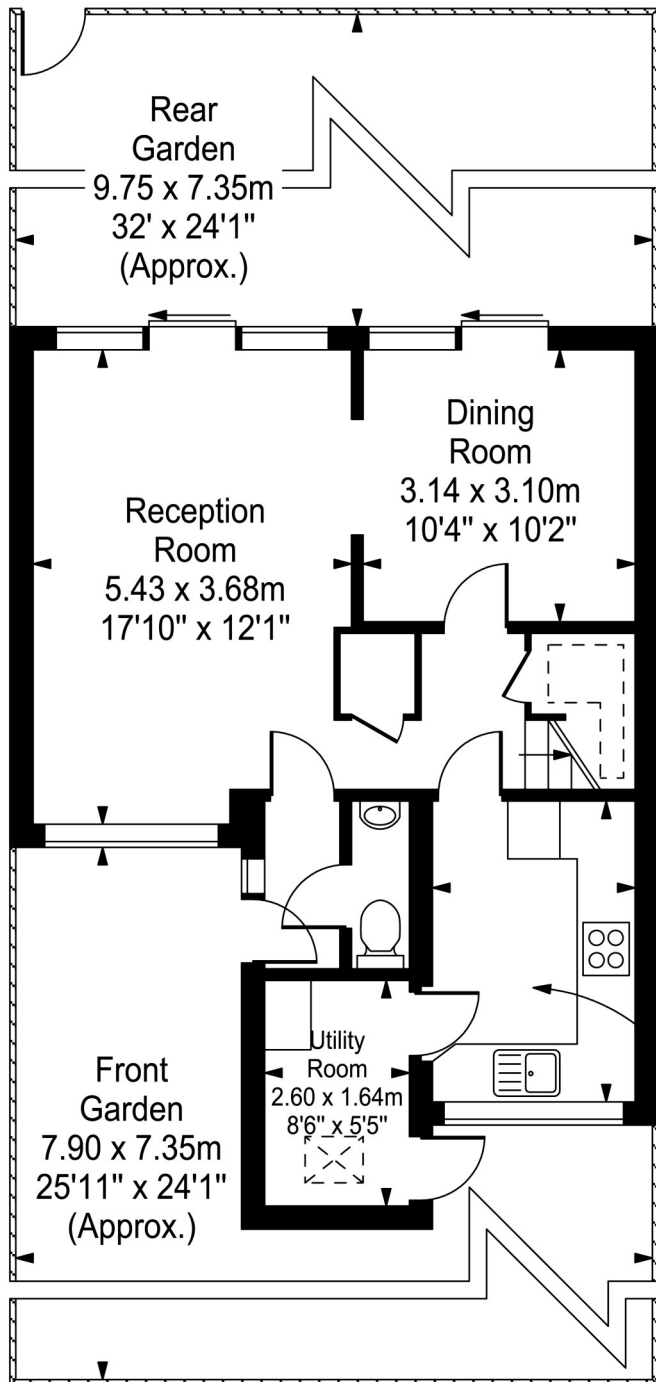 Rear
Garden
9.75 x 7.35m
32' x 24'1"
(Approx.)
Dining
Room
3.14 x 3.10m
10'4" x 10'2"
Reception
Room
5.43 x 3.68m
17'10" x 12'1"
Utility
Room
2.60 x 1.64m
8'6" x 5'5"
Front
Garden
7.90 x 7.35m
25'11" x 24'1"
(Approx.)